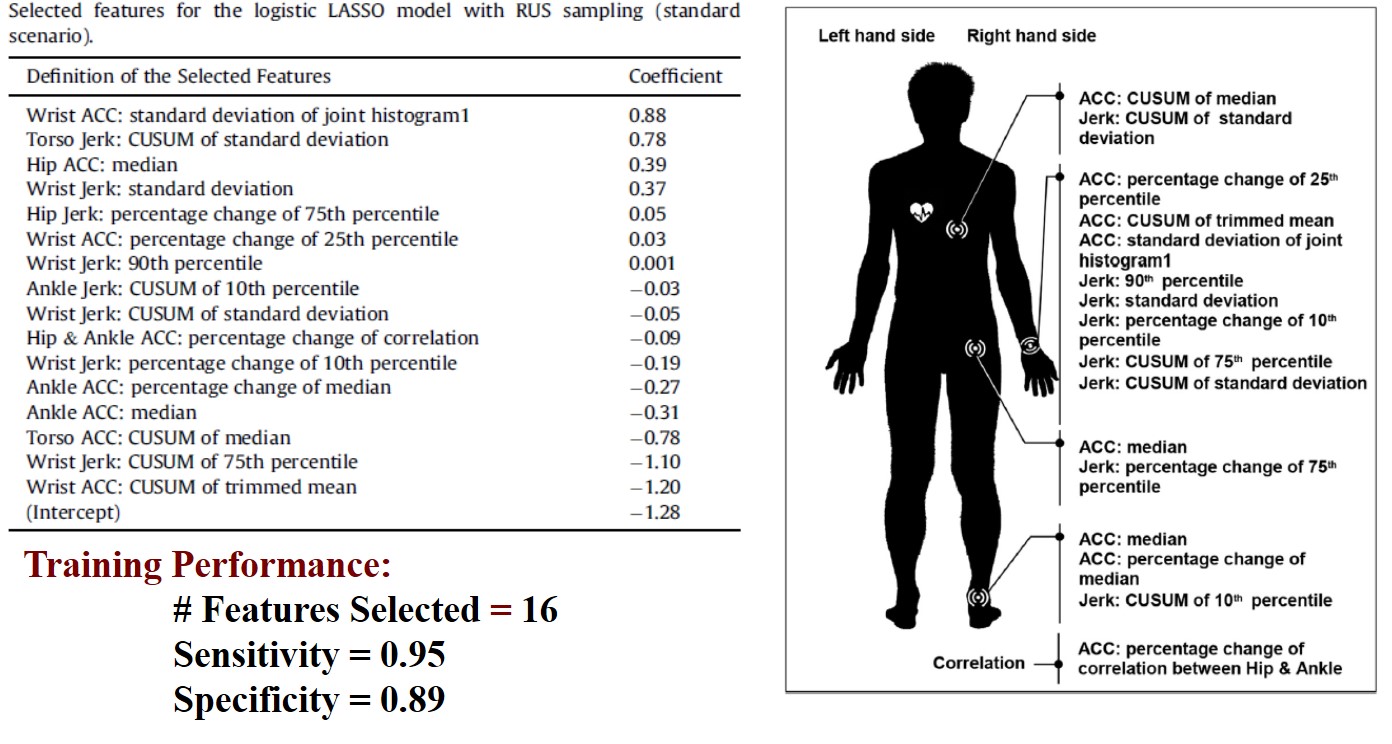 Selected features for the logistic LASSO model with RUS sampling (standard
scenario).
Definition of the Selected Features Coefficient
Wrist ACC: standard deviation of joint histogram1 0.88
Torso Jerk: CUSUM of standard deviation 0.78
Hip ACC: median 0.39
Wrist Jerk: standard deviation 0.37
Hip Jerk: percentage change of 75th percentile 0.05
Wrist ACC: percentage change of 25th percentile 0.03
Wrist Jerk: 90th percentile 0.001
Ankle Jerk: CUSUM of 10th percentile −0.03
Wrist Jerk: CUSUM of standard deviation −0.05
Hip & Ankle ACC: percentage change of correlation −0.09
Wrist Jerk: percentage change of 10th percentile −0.19
Ankle ACC: percentage change of median −0.27
Ankle ACC: median −0.31
Torso ACC: CUSUM of median −0.78
Wrist Jerk: CUSUM of 75th percentile −1.10
Wrist ACC: CUSUM of trimmed mean −1.20
(Intercept) −1.28
Training Performance:
# Features Selected = 16
Sensitivity = 0.95
Specificity = 0.89
Left hand side Right hand side
ACC: CUSUM of median
Jerk: CUSUM of standard
deviation
ACC: percentage change of 25th
percentile
ACC: CUSUM of trimmed mean
ACC: standard deviation of joint
histogram1
Jerk: 90th percentile
Jerk: standard deviation
Jerk: percentage change of 10th
percentile
Jerk: CUSUM of 75th percentile
Jerk: CUSUM of standard deviation
ACC: median
Jerk: percentage change of 75th
percentile
ACC: median
ACC: percentage change of
median
Jerk: CUSUM of 10th percentile
Correlation
ACC: percentage change of
correlation between Hip & Ankle